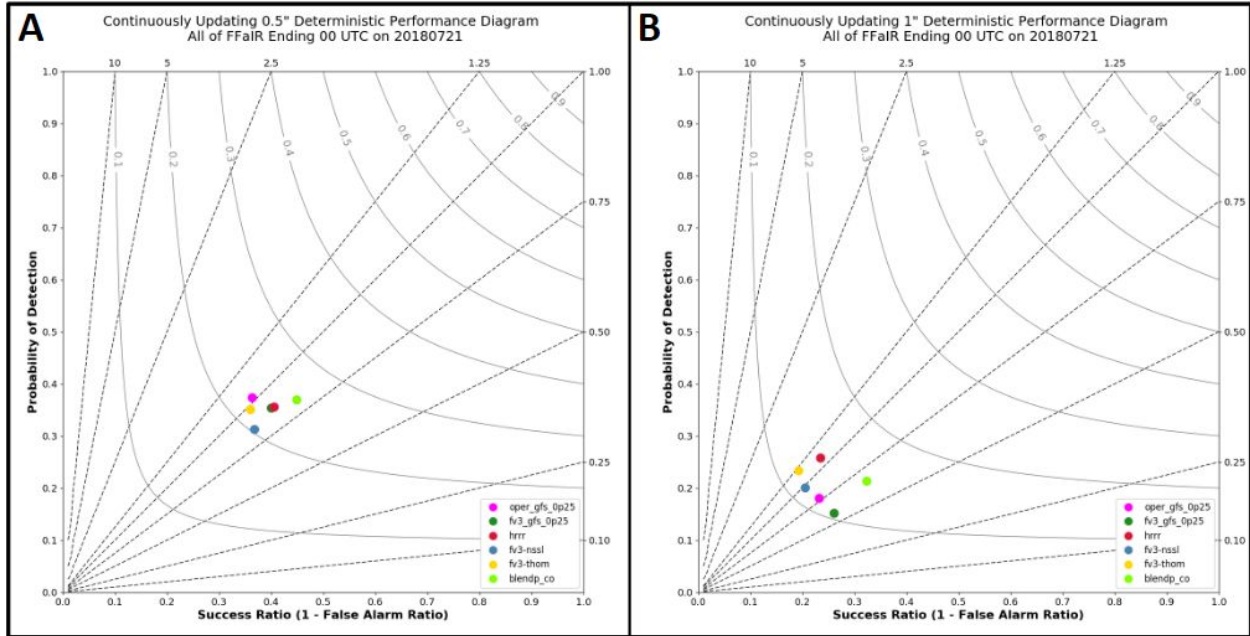 A
Continuously Updating 0.5" Deterministic Performance Diagram
All of FFaIR Ending 00 UTC on 20180721
10 5 2.5 1.25 1.00
0.75
0.50
0.25
0.10
0.1 0.2 0.3 0.4 0.5 0.6 0.7 0.8 0.9
Probability of Detection
1.0
0.9
0.8
0.7
0.6
0.5
0.4
0.3
0.2
0.1
0.0
0.0 0.1 0.2 0.3 0.4 0.5 0.6 0.7 0.8 0.9 1.0
Success Ratio (1 - False Alarm Ratio)
oper_gfs_0p25
fv3_gfs_0p25
hrrr
fv3-nssl
fv3-thom
blendp_co
B
Continuously Updating 1" Deterministic Performance Diagram
All of FFaIR Ending 00 UTC on 20180721
10 5 2.5 1.25 1.00
0.75
0.50
0.25
0.10
0.1 0.2 0.3 0.4 0.5 0.6 0.7 0.8 0.9
Probability of Detection
1.0
0.9
0.8
0.7
0.6
0.5
0.4
0.3
0.2
0.1
0.0
0.0 0.1 0.2 0.3 0.4 0.5 0.6 0.7 0.8 0.9 1.0
Success Ratio (1 - False Alarm Ratio)
oper_gfs_0p25
fv3_gfs_0p25
hrrr
fv3-nssl
fv3-thom
blendp_co